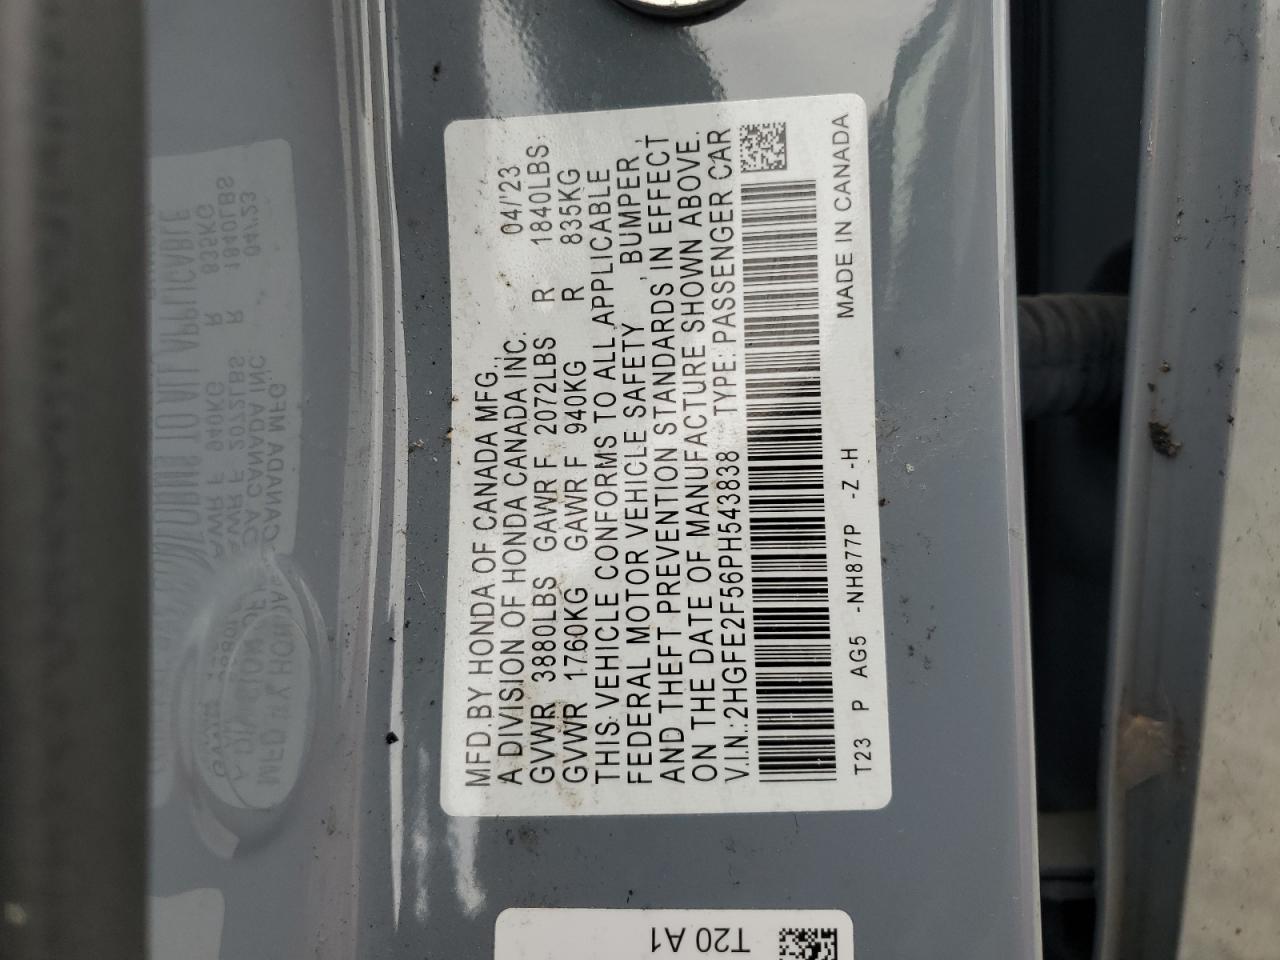 MFD.BY HONDA OF CANADA MFG.,
A DIVISION OF HONDA CANADA INC. 04/'23
GVWR 3880LBS GAWR F 2072LBS R 1840LBS
GVWR 1760KG GAWR F 940KG R 835KG
THIS VEHICLE CONFORMS TO ALL APPLICABLE
FEDERAL MOTOR VEHICLE SAFETY , BUMPER ,
AND THEFT PREVENTION STANDARDS IN EFFECT
ON THE DATE OF MANUFACTURE SHOWN ABOVE.
V.I.N.:2HGFE2F56PH543838 TYPE: PASSENGER CAR
T23 P AG5 -NH877P -Z -H MADE IN CANADA
T20 A1